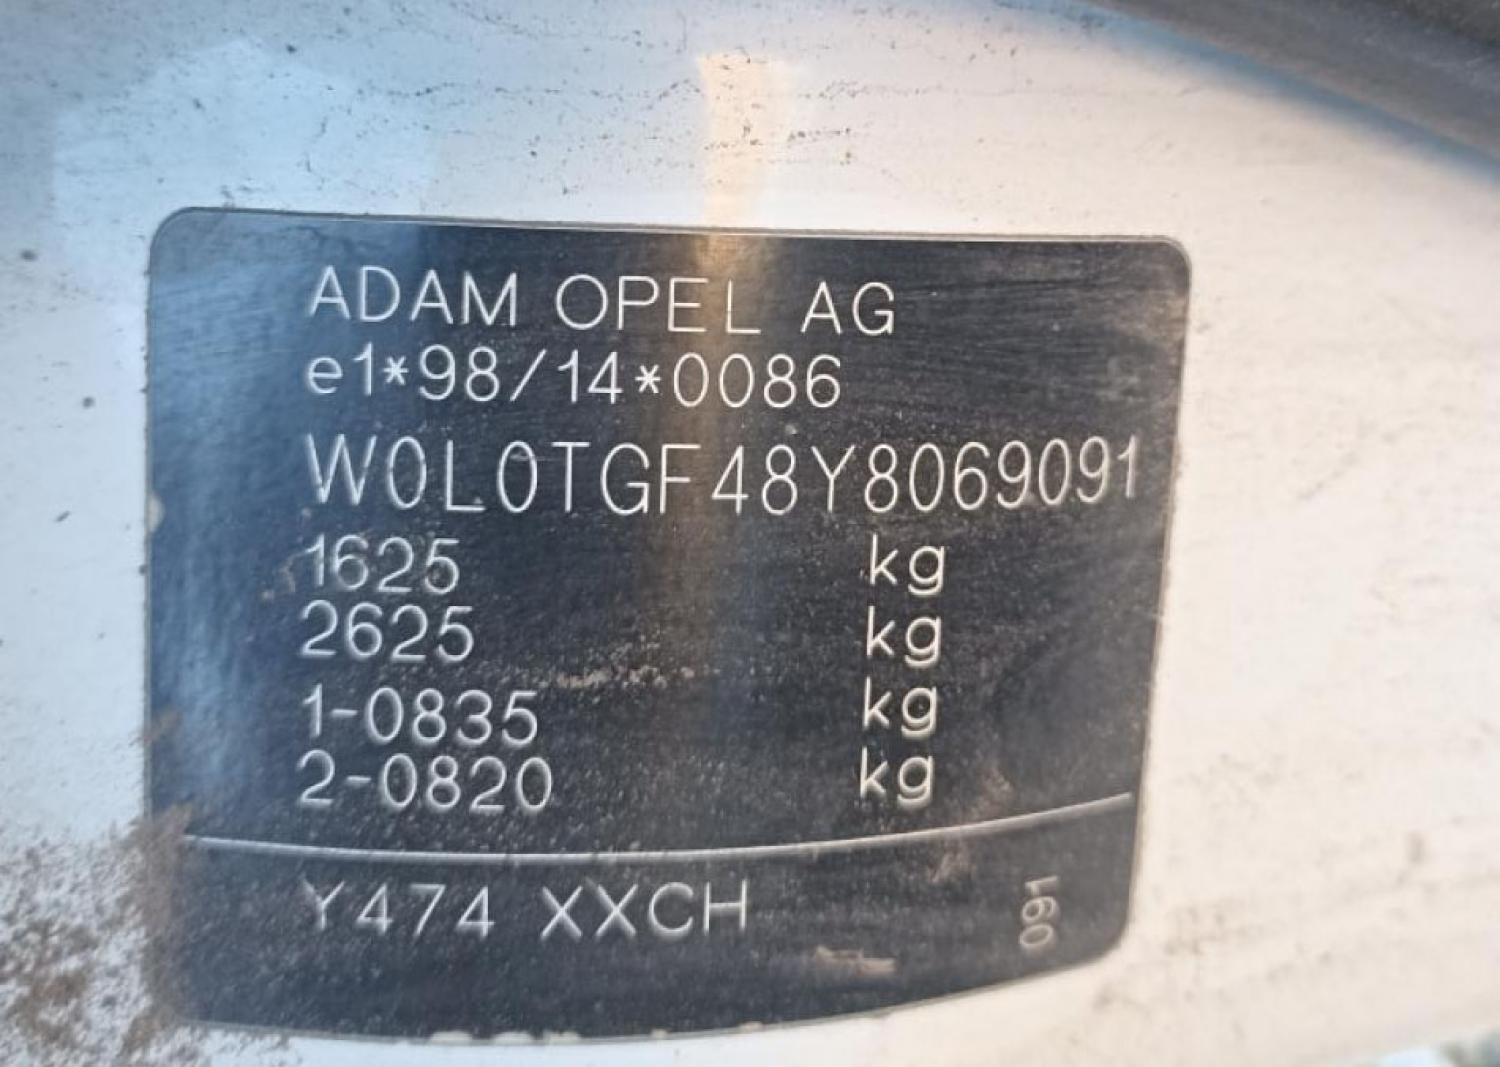 ADAM OPEL AG
e1*98/14*0086
W0L0TGF48Y8069091
1625 kg
2625 kg
1-0835 kg
2-0820 kg
Y474 XXCH
091